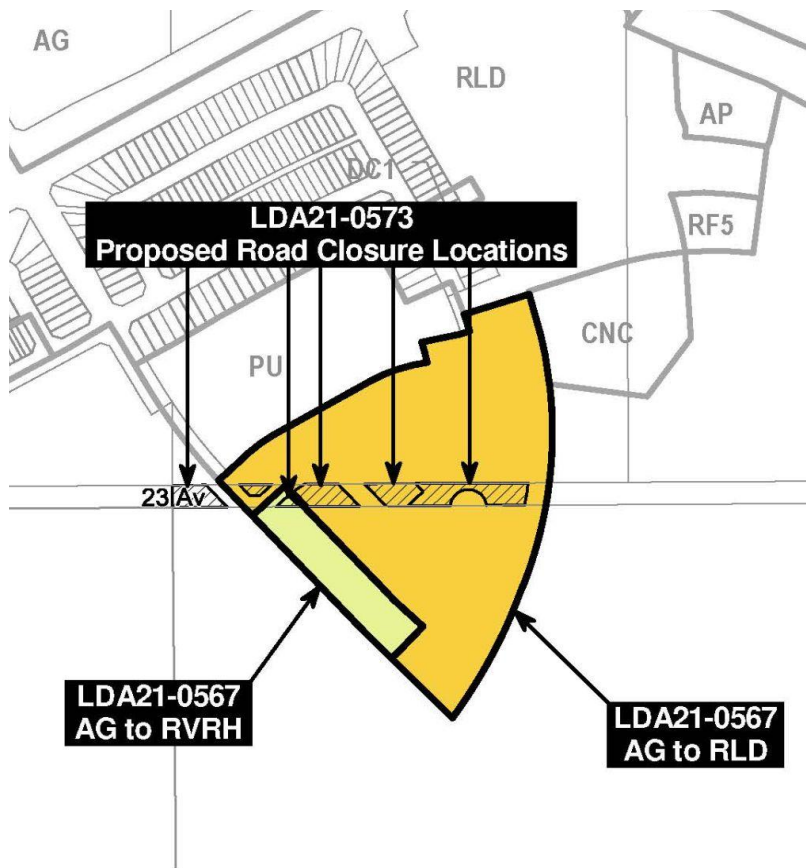 AG
RLD
AP
DC1
LDA21-0573
Proposed Road Closure Locations
RF5
CNC
PU
23 Av
LDA21-0567
AG to RVRH
LDA21-0567
AG to RLD